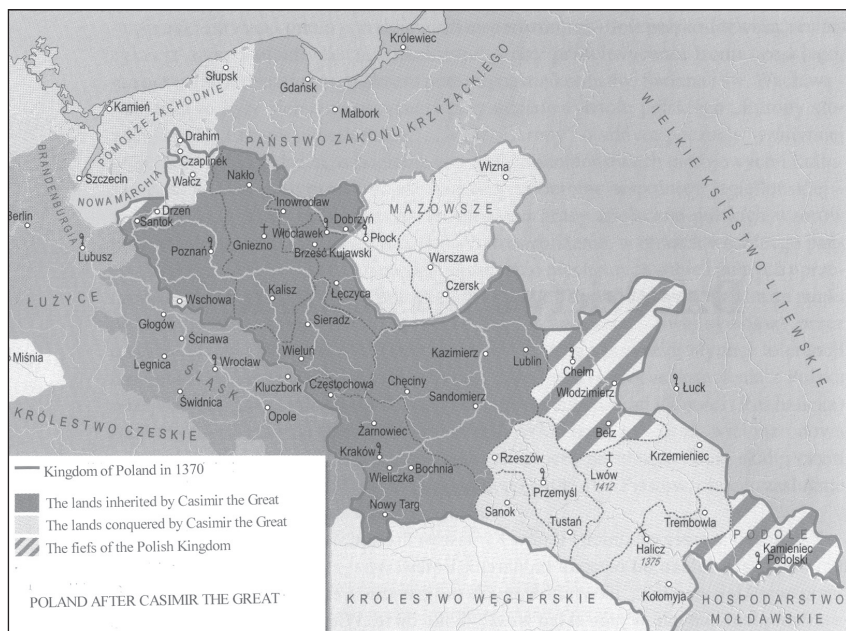 Królewiec
Słupsk
Gdańsk
Kamień
Malbork
POMORZE ZACHODNIE
PAŃSTWO ZAKONU KRZYŻACKIEGO
WIELKIE KSIĘSTWO LITEWSKIE
Drahim
Czaplinek
Wałcz
Szczecin
NOWA MARCHIA
BRANDENBURGIA
Nakło
Wizna
Inowrocław
MAZOWSZE
Drzeń
Santok
Berlin
Gniezno
Włocławek
Dobrzyń
Płock
Lubusz
Poznań
Brześć Kujawski
Warszawa
Czersk
Kalisz
Łęczyca
ŁUŻYCE
Wschowa
Głogów
Sieradz
Ścinawa
Kazimierz
Lublin
Miśnia
Legnica
Wrocław
Wieluń
Chełm
ŚLĄSK
Kluczbork
Częstochowa
Chęciny
Włodzimierz
Łuck
Świdnica
Opole
Sandomierz
KRÓLESTWO CZESKIE
Żarnowiec
Bełz
Kraków
Rzeszów
Krzemieniec
Wieliczka
Bochnia
Przemyśl
Lwów
1412
Nowy Targ
Sanok
Tustań
Trembowla
Halicz
1375
PODOLE
Kamieniec
Podolski
Kołomyja
KRÓLESTWO WĘGIERSKIE
HOSPODARSTWO
MOŁDAWSKIE
Kingdom of Poland in 1370
The lands inherited by Casimir the Great
The lands conquered by Casimir the Great
The fiefs of the Polish Kingdom
POLAND AFTER CASIMIR THE GREAT